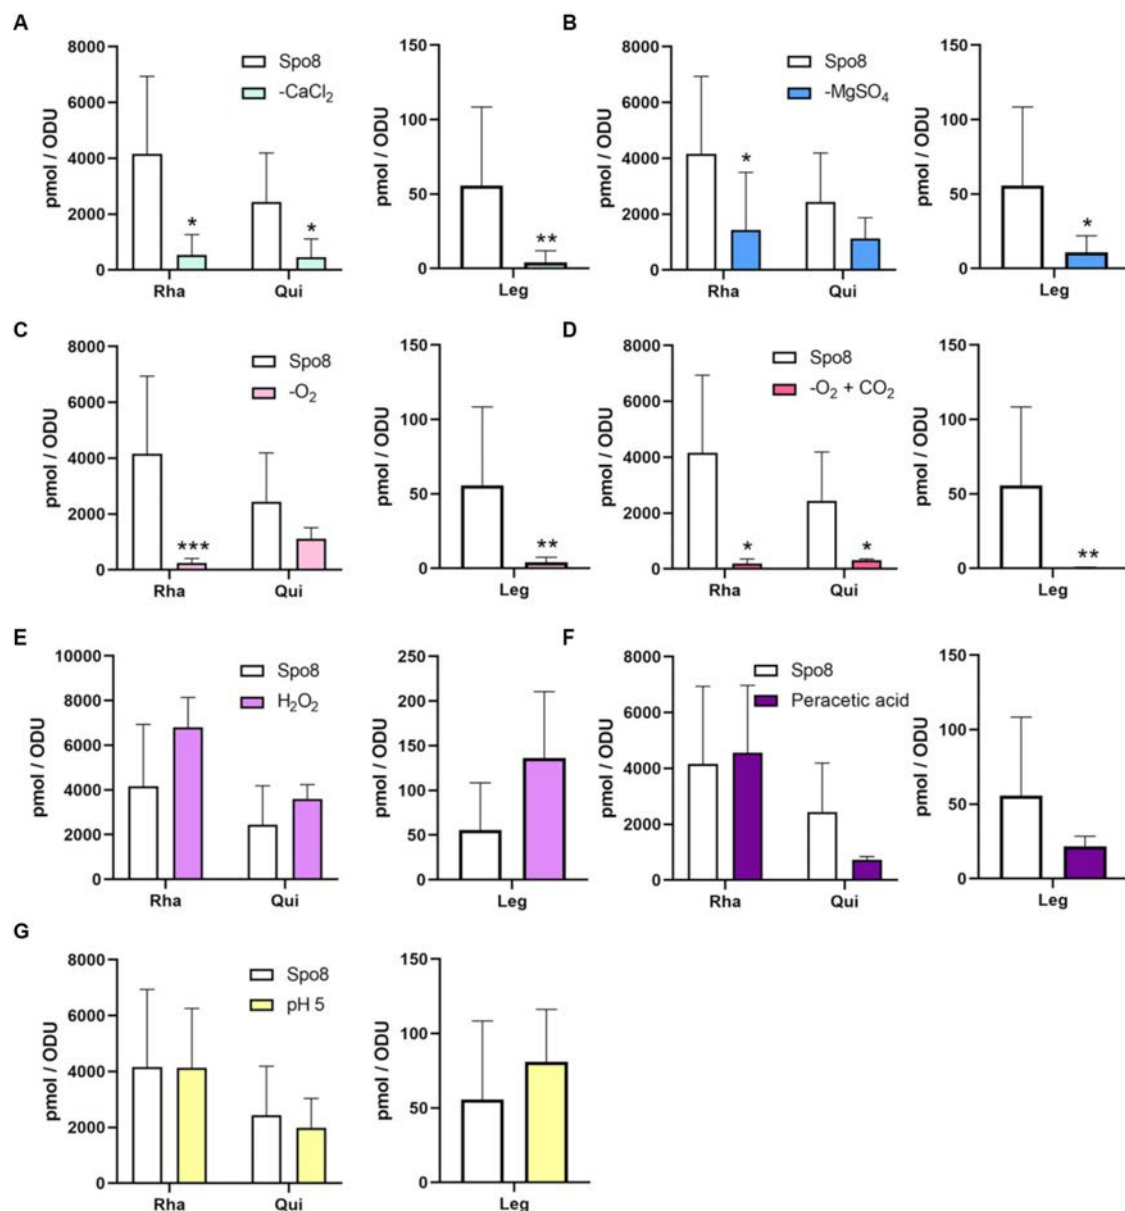 A
B
8000
6000
4000
2000
0
pmol / ODU
Spo8
-CaCl₂
*
*
Rha
Qui
150
100
50
0
pmol / ODU
**
Leg
8000
6000
4000
2000
0
pmol / ODU
Spo8
-MgSO₄
*
Rha
Qui
150
100
50
0
pmol / ODU
*
Leg
C
D
8000
6000
4000
2000
0
pmol / ODU
Spo8
-O₂
***
Rha
Qui
150
100
50
0
pmol / ODU
**
Leg
8000
6000
4000
2000
0
pmol / ODU
Spo8
-O₂ + CO₂
*
*
Rha
Qui
150
100
50
0
pmol / ODU
**
Leg
E
F
10000
8000
6000
4000
2000
0
pmol / ODU
Spo8
H₂O₂
Rha
Qui
250
200
150
100
50
0
pmol / ODU
Leg
8000
6000
4000
2000
0
pmol / ODU
Spo8
Peracetic acid
Rha
Qui
150
100
50
0
pmol / ODU
Leg
G
8000
6000
4000
2000
0
pmol / ODU
Spo8
pH 5
Rha
Qui
150
100
50
0
pmol / ODU
Leg